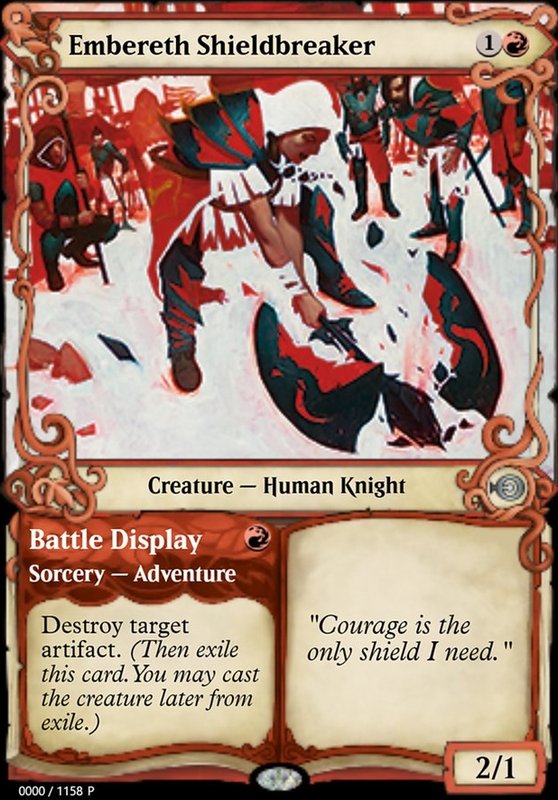 Embereth Shieldbreaker 1
Creature — Human Knight
Battle Display
Sorcery — Adventure
Destroy target
artifact. (Then exile
this card. You may cast
the creature later from
exile.)
"Courage is the
only shield I need."
2/1
0000 / 1158 P